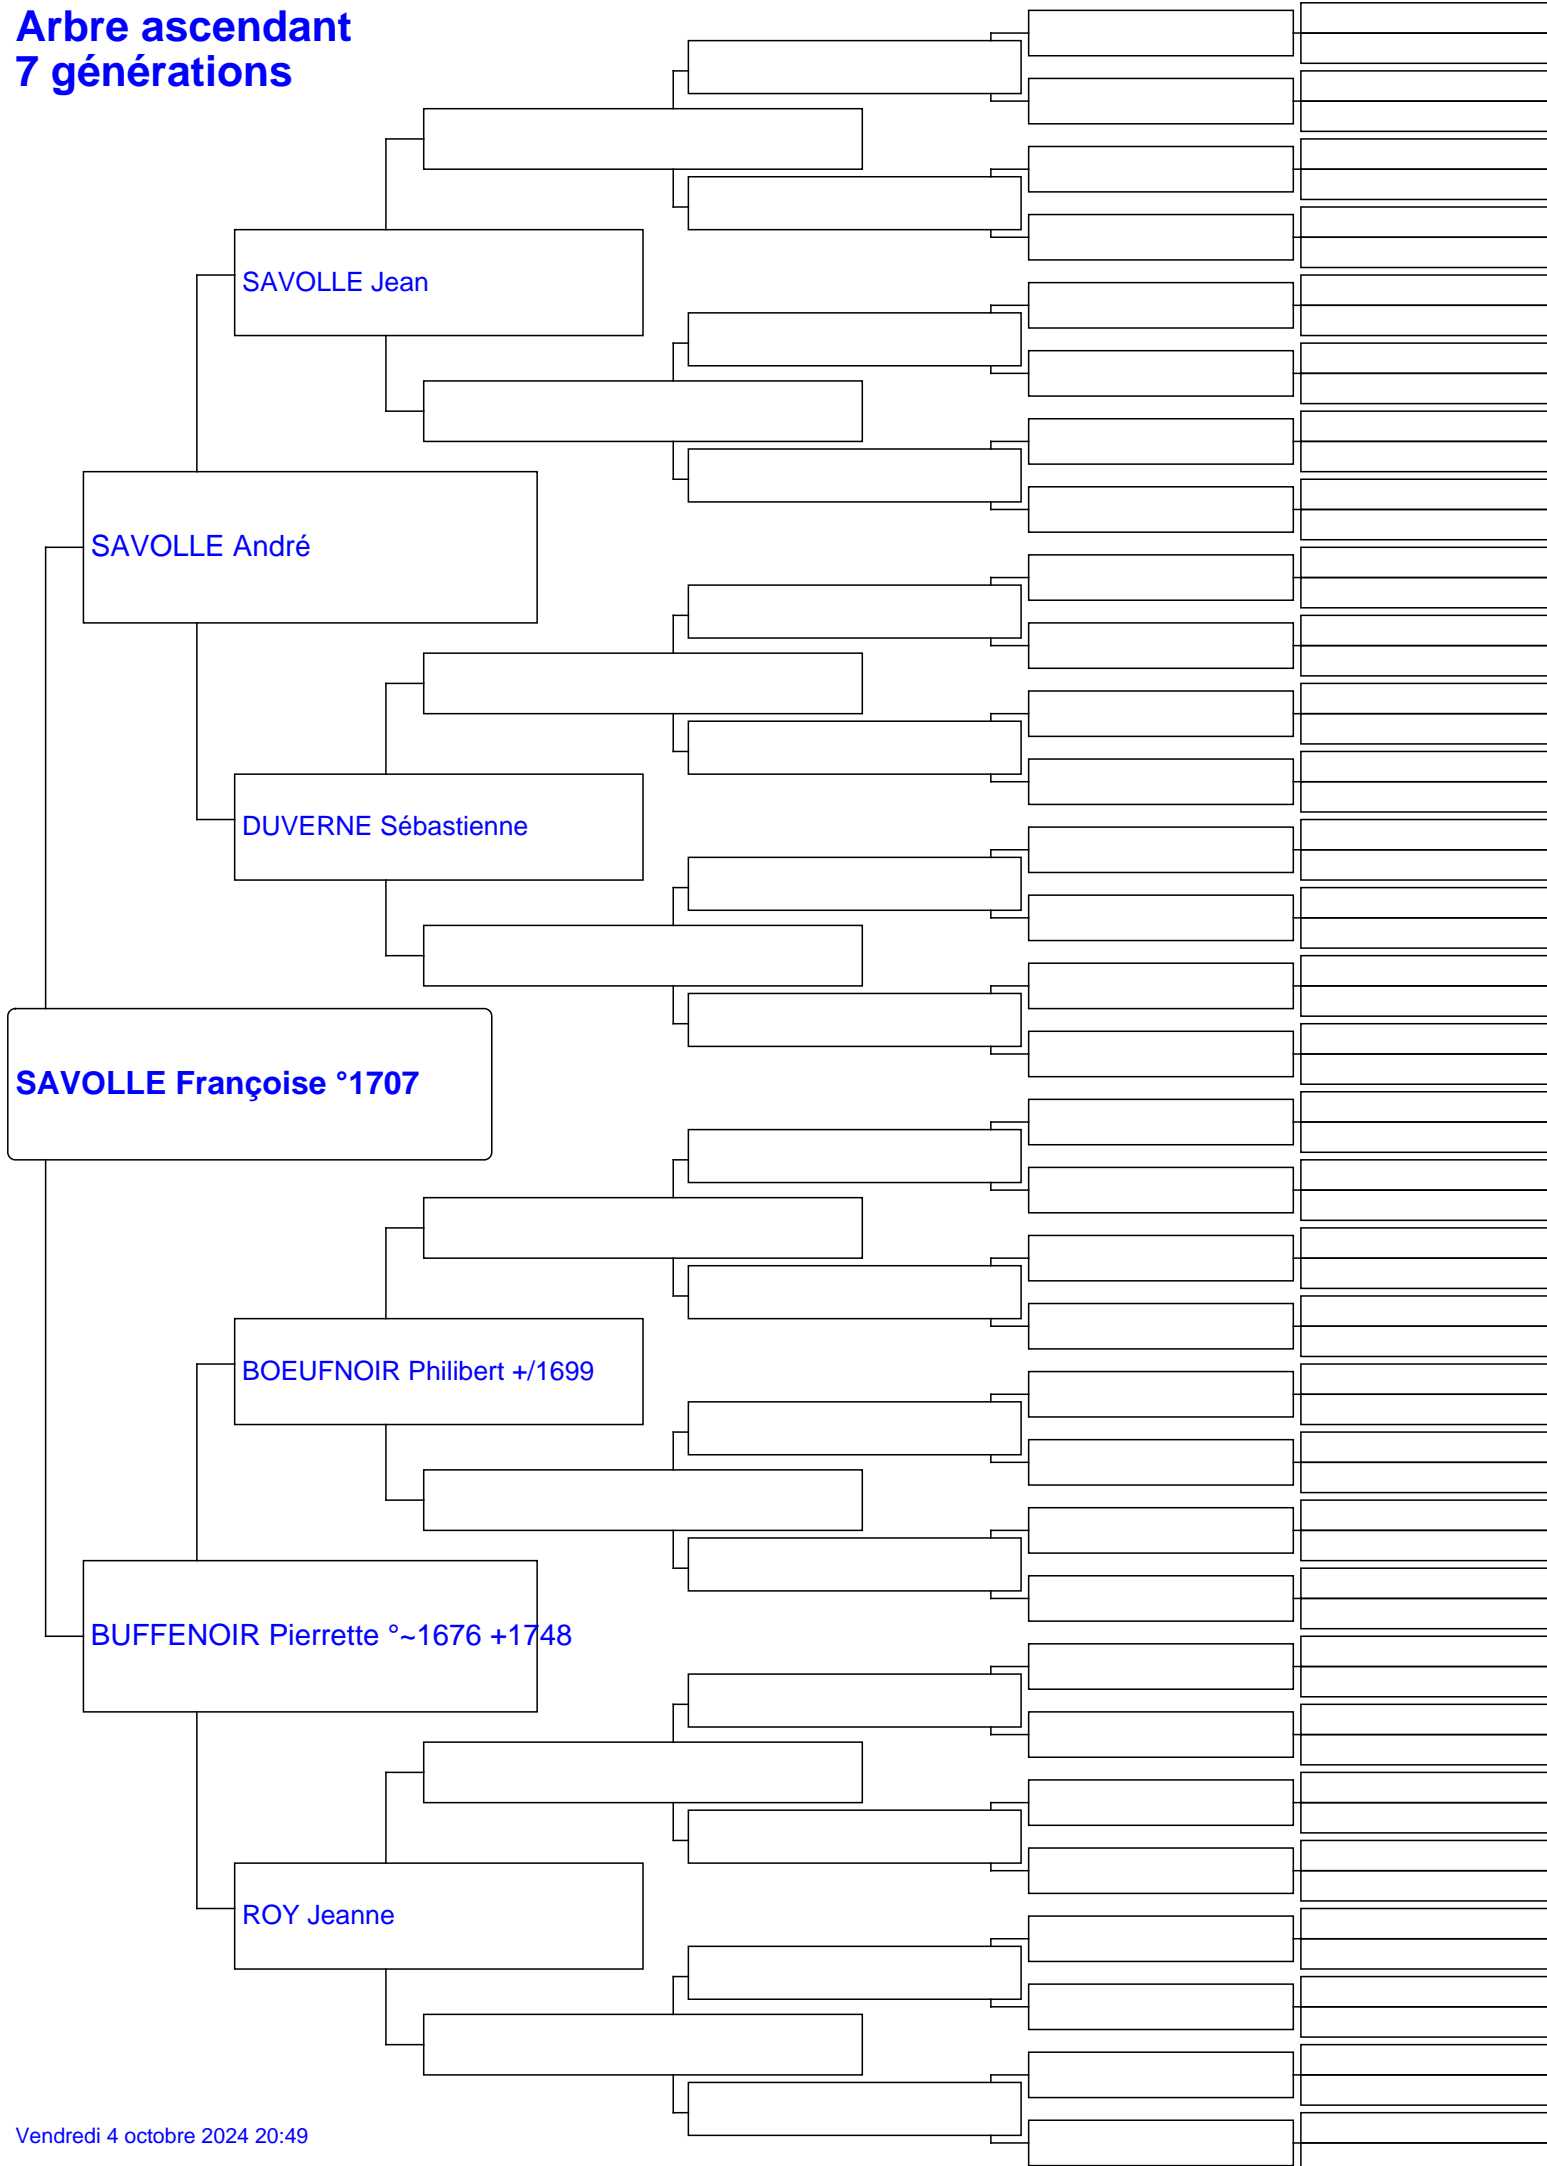 Arbre ascendant
7 générations
SAVOLLE Jean
SAVOLLE André
DUVERNE Sébastienne
SAVOLLE Françoise °1707
BOEUFNOIR Philibert +/1699
BUFFENOIR Pierrette °~1676 +1748
ROY Jeanne
Vendredi 4 octobre 2024 20:49